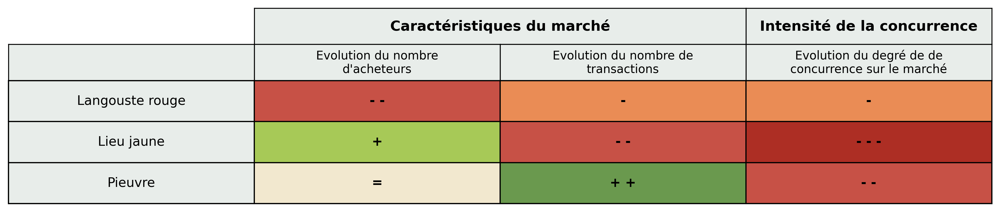 Caractéristiques du marché
Intensité de la concurrence
Evolution du nombre
d'acheteurs
Evolution du nombre de
transactions
Evolution du degré de de
concurrence sur le marché
Langouste rouge
- -
-
-
Lieu jaune
+
- -
- - -
Pieuvre
=
+ +
- -